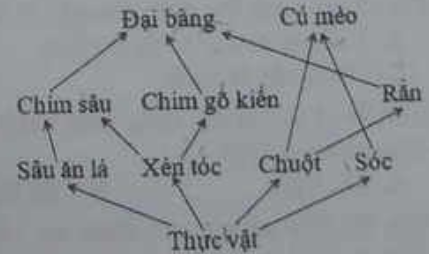 Đại bàng Cú mèo
Chim sâu Chim gõ kiến Rắn
Sâu ăn lá Xén tóc Chuột Sóc
Thực vật